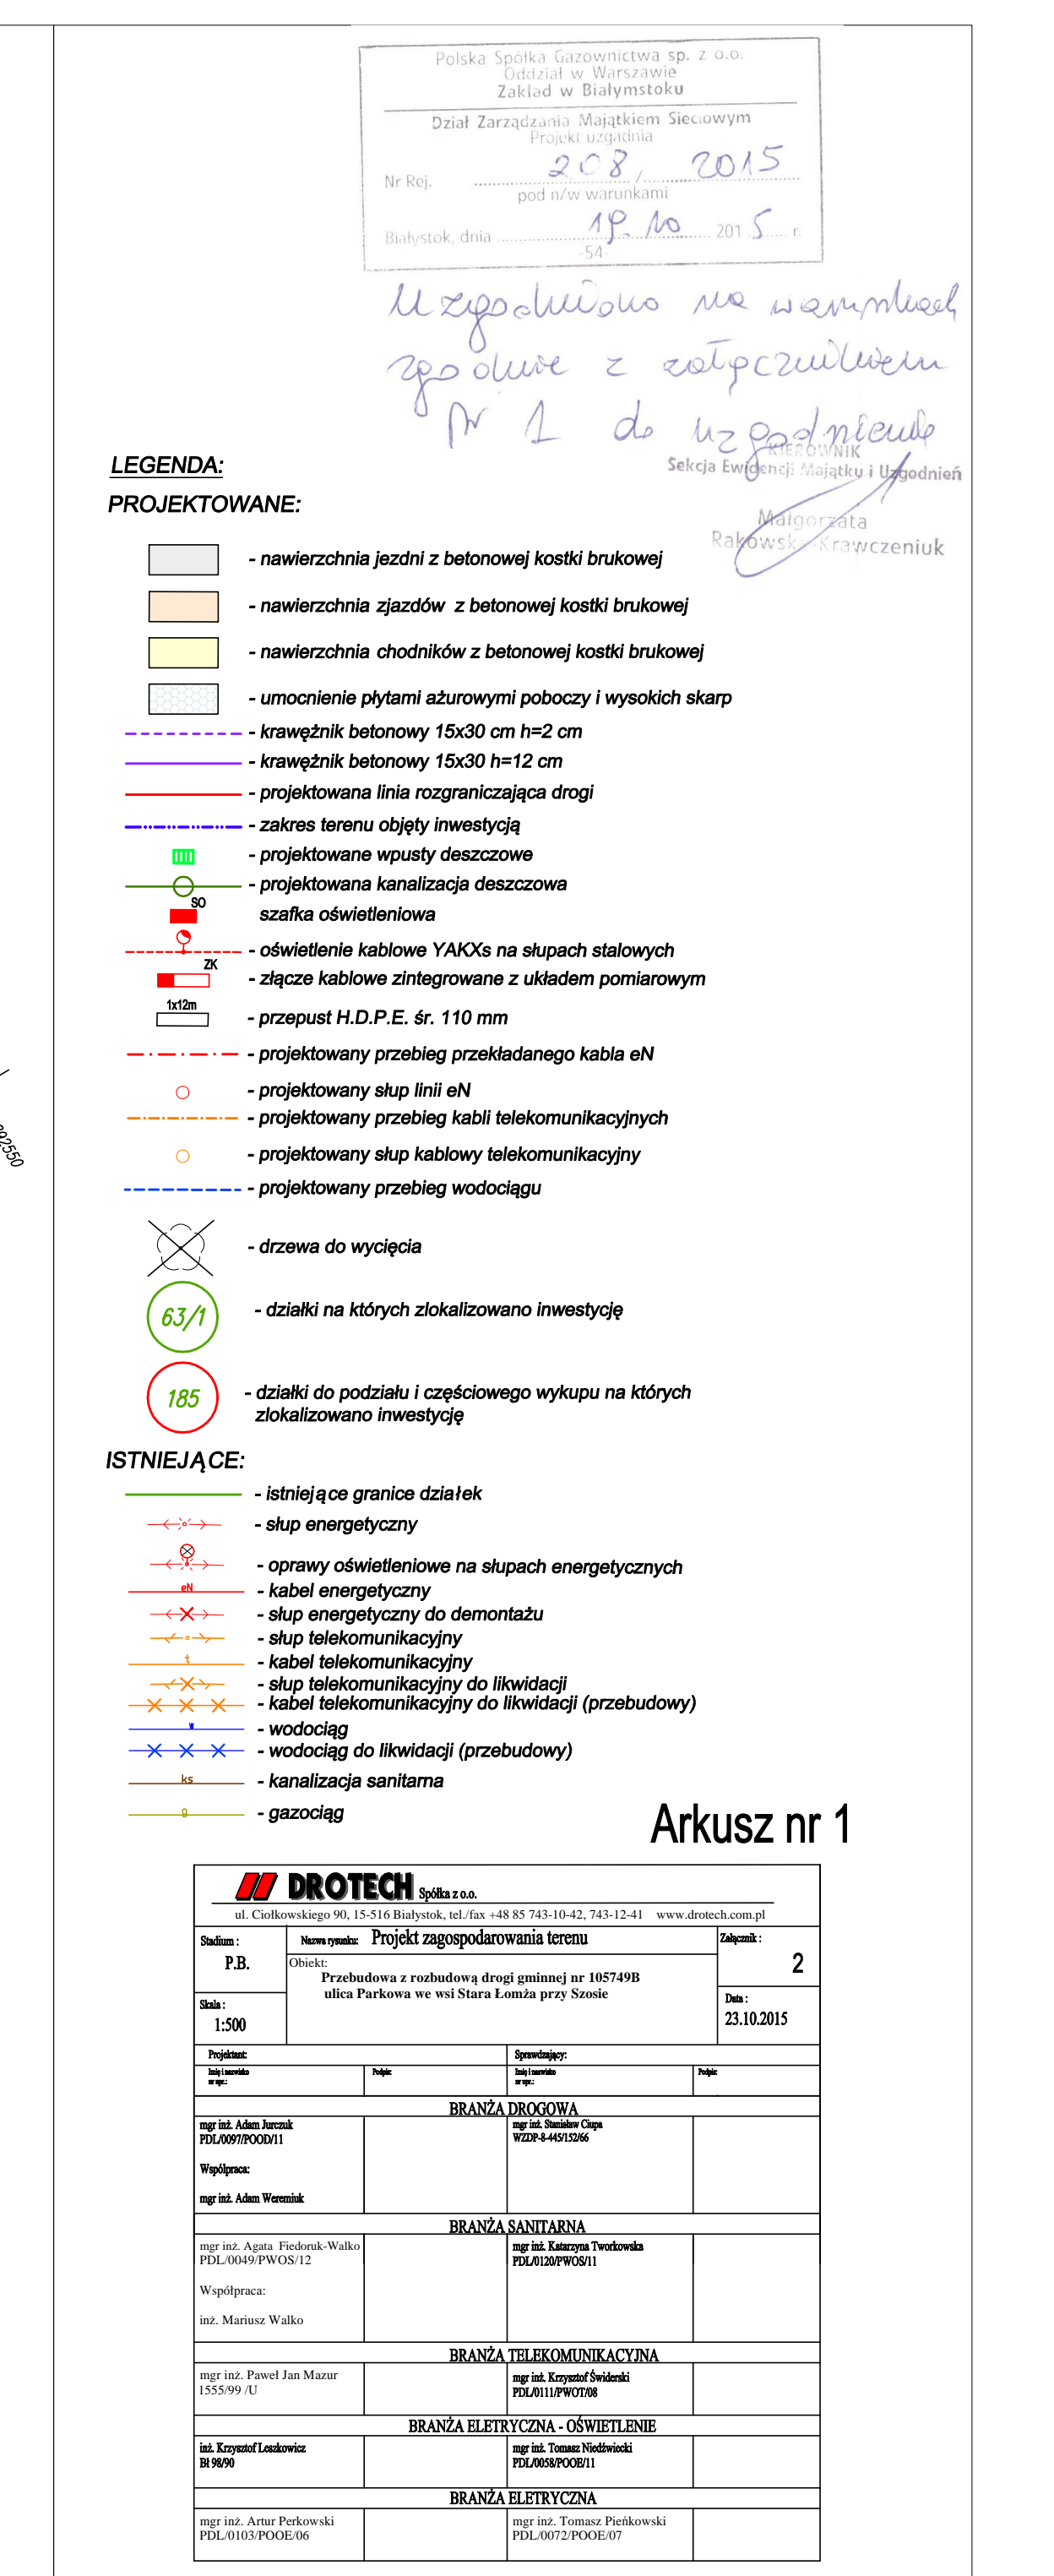 Polska Spółka Gazownictwa sp. z o.o.
Oddział w Warszawie
Zakład w Białymstoku
Dział Zarządzania Majątkiem Sieciowym
Projekt uzgadnia
Nr Rej. 208 / 2015
pod n/w warunkami
Białystok, dnia 19.10 2015 r.
-54-
Uzgodniono na warunkach
zgodnie z załącznikiem
nr 1 do uzgodnienia
KIEROWNIK
Sekcja Ewidencji Majątku i Uzgodnień
Małgorzata
Rakowska-Krawczeniuk
LEGENDA:
PROJEKTOWANE:
- nawierzchnia jezdni z betonowej kostki brukowej
- nawierzchnia zjazdów z betonowej kostki brukowej
- nawierzchnia chodników z betonowej kostki brukowej
- umocnienie płytami ażurowymi poboczy i wysokich skarp
- krawężnik betonowy 15x30 cm h=2 cm
- krawężnik betonowy 15x30 h=12 cm
- projektowana linia rozgraniczająca drogi
- zakres terenu objęty inwestycją
- projektowane wpusty deszczowe
- projektowana kanalizacja deszczowa
SO
szafka oświetleniowa
- oświetlenie kablowe YAKXs na słupach stalowych
ZK
- złącze kablowe zintegrowane z układem pomiarowym
1x12m
- przepust H.D.P.E. śr. 110 mm
- projektowany przebieg przekładanego kabla eN
- projektowany słup linii eN
- projektowany przebieg kabli telekomunikacyjnych
- projektowany słup kablowy telekomunikacyjny
392550
- projektowany przebieg wodociągu
- drzewa do wycięcia
63/1
- działki na których zlokalizowano inwestycję
185
- działki do podziału i częściowego wykupu na których
zlokalizowano inwestycję
ISTNIEJĄCE:
- istniejące granice działek
- słup energetyczny
- oprawy oświetleniowe na słupach energetycznych
eN
- kabel energetyczny
- słup energetyczny do demontażu
- słup telekomunikacyjny
t
- kabel telekomunikacyjny
- słup telekomunikacyjny do likwidacji
- kabel telekomunikacyjny do likwidacji (przebudowy)
w
- wodociąg
- wodociąg do likwidacji (przebudowy)
ks
- kanalizacja sanitarna
g
- gazociąg
Arkusz nr 1
DROTECH Spółka z o.o.
ul. Ciołkowskiego 90, 15-516 Białystok, tel./fax +48 85 743-10-42, 743-12-41 www.drotech.com.pl
Stadium :
P.B.
Nazwa rysunku: Projekt zagospodarowania terenu
Załącznik :
2
Obiekt:
Przebudowa z rozbudową drogi gminnej nr 105749B
ulica Parkowa we wsi Stara Łomża przy Szosie
Skala :
1:500
Data :
23.10.2015
Projektant:
Sprawdzający:
Imię i nazwisko
nr upr.:
Podpis:
Imię i nazwisko
nr upr.:
Podpis:
BRANŻA DROGOWA
mgr inż. Adam Jurczuk
PDL/0097/POOD/11
Współpraca:
mgr inż. Adam Weremiuk
mgr inż. Stanisław Ciupa
WZDP-8-445/152/66
BRANŻA SANITARNA
mgr inż. Agata Fiedoruk-Walko
PDL/0049/PWOS/12
Współpraca:
inż. Mariusz Walko
mgr inż. Katarzyna Tworkowska
PDL/0120/PWOS/11
BRANŻA TELEKOMUNIKACYJNA
mgr inż. Paweł Jan Mazur
1555/99 /U
mgr inż. Krzysztof Świderski
PDL/0111/PWOT/08
BRANŻA ELETRYCZNA - OŚWIETLENIE
inż. Krzysztof Leszkowicz
Bł 98/90
mgr inż. Tomasz Niedźwiecki
PDL/0058/POOE/11
BRANŻA ELETRYCZNA
mgr inż. Artur Perkowski
PDL/0103/POOE/06
mgr inż. Tomasz Pieńkowski
PDL/0072/POOE/07